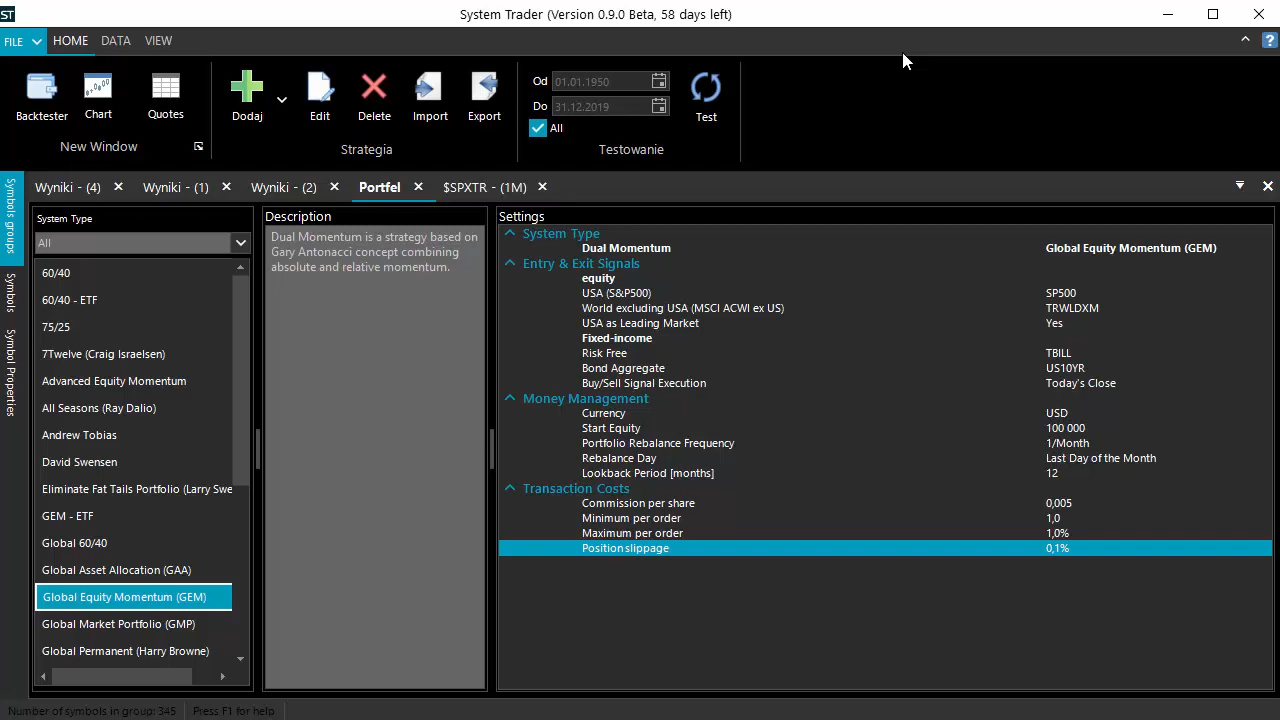 ST System Trader (Version 0.9.0 Beta, 58 days left)
FILE HOME DATA VIEW ?
Backtester Chart Quotes
New Window
Dodaj Edit Delete Import Export
Strategia
Od 01.01.1950
Do 31.12.2019
All
Test
Testowanie
Symbols groups
Symbols
Symbol Properties
Wyniki - (4) Wyniki - (1) Wyniki - (2) Portfel $SPXTR - (1M)
System Type
All
60/40
60/40 - ETF
75/25
7Twelve (Craig Israelsen)
Advanced Equity Momentum
All Seasons (Ray Dalio)
Andrew Tobias
David Swensen
Eliminate Fat Tails Portfolio (Larry Swe
GEM - ETF
Global 60/40
Global Asset Allocation (GAA)
Global Equity Momentum (GEM)
Global Market Portfolio (GMP)
Global Permanent (Harry Browne)
Description
Dual Momentum is a strategy based on
Gary Antonacci concept combining
absolute and relative momentum.
Settings
System Type
Dual Momentum Global Equity Momentum (GEM)
Entry & Exit Signals
equity
USA (S&P500) SP500
World excluding USA (MSCI ACWI ex US) TRWLDXM
USA as Leading Market Yes
Fixed-income
Risk Free TBILL
Bond Aggregate US10YR
Buy/Sell Signal Execution Today's Close
Money Management
Currency USD
Start Equity 100 000
Portfolio Rebalance Frequency 1/Month
Rebalance Day Last Day of the Month
Lookback Period [months] 12
Transaction Costs
Commission per share 0,005
Minimum per order 1,0
Maximum per order 1,0%
Position slippage 0,1%
Number of symbols in group: 345 Press F1 for help